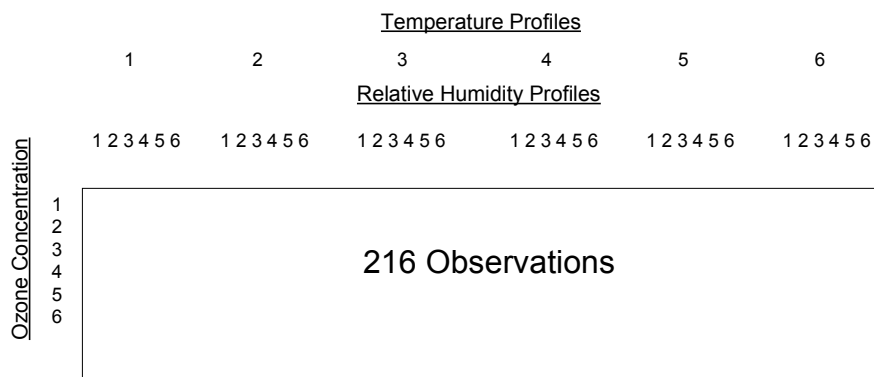 Temperature Profiles
1 2 3 4 5 6
Relative Humidity Profiles
1 2 3 4 5 6 1 2 3 4 5 6 1 2 3 4 5 6 1 2 3 4 5 6 1 2 3 4 5 6 1 2 3 4 5 6
Ozone Concentration
1
2
3
4
5
6
216 Observations